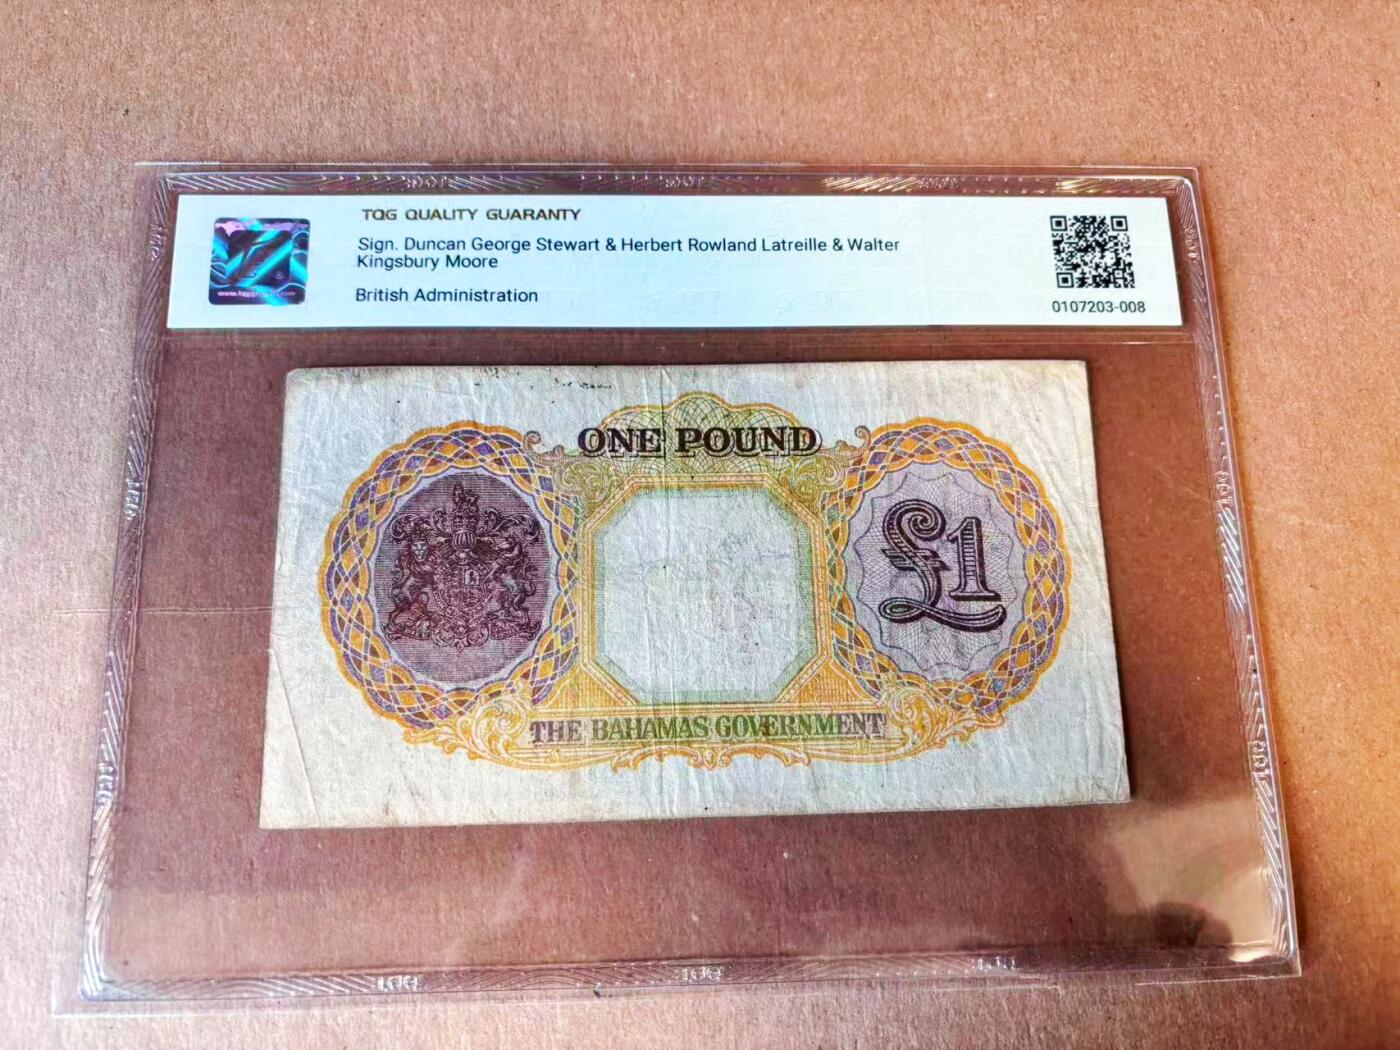 TQG QUALITY GUARANTY
Sign. Duncan George Stewart & Herbert Rowland Latreille & Walter
Kingsbury Moore
British Administration
0107203-008
ONE POUND
£1
THE BAHAMAS GOVERNMENT